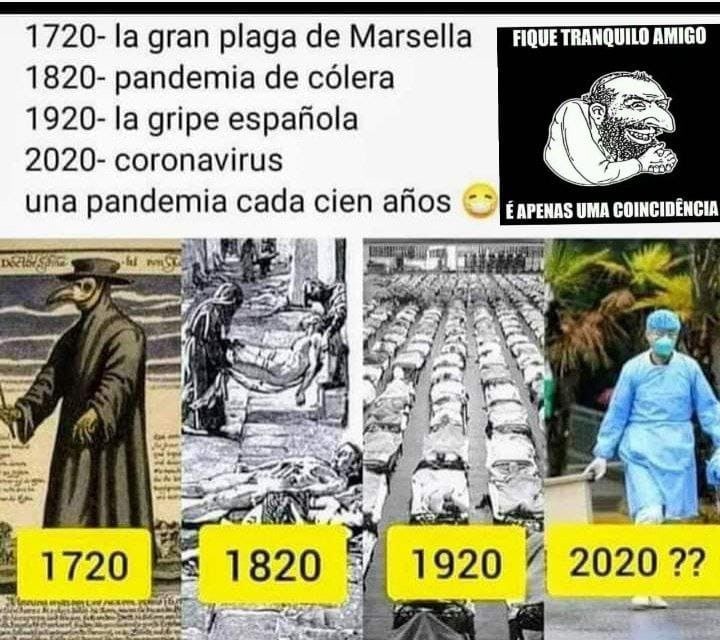 1720- la gran plaga de Marsella
1820- pandemia de cólera
1920- la gripe española
2020- coronavirus
una pandemia cada cien años 😷
FIQUE TRANQUILO AMIGO
É APENAS UMA COINCIDÊNCIA
1720
1820
1920
2020 ??